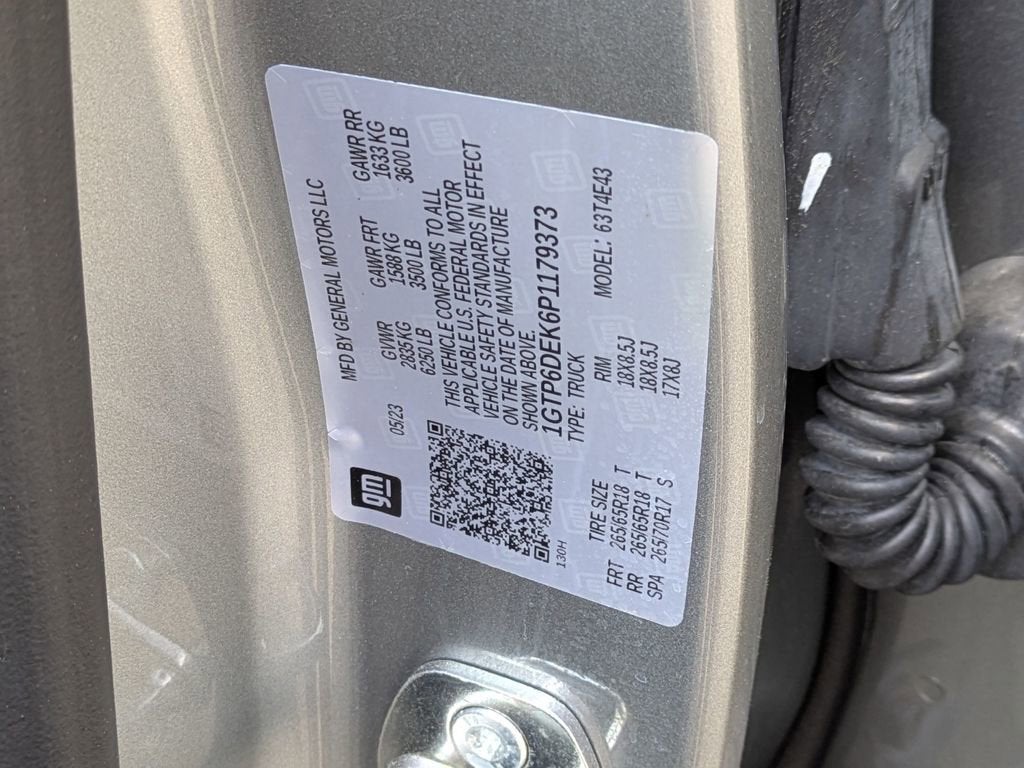 gm
MFD BY GENERAL MOTORS LLC
05/23
GVWR GAWR FRT GAWR RR
2835 KG 1588 KG 1633 KG
6250 LB 3500 LB 3600 LB
THIS VEHICLE CONFORMS TO ALL
APPLICABLE U.S. FEDERAL MOTOR
VEHICLE SAFETY STANDARDS IN EFFECT
ON THE DATE OF MANUFACTURE
SHOWN ABOVE.
1GTP6DEK6P1179373
TYPE: TRUCK MODEL: 63T4E43
130H
TIRE SIZE RIM
FRT 265/65R18 T 18X8.5J
RR 265/65R18 T 18X8.5J
SPA 265/70R17 S 17X8J